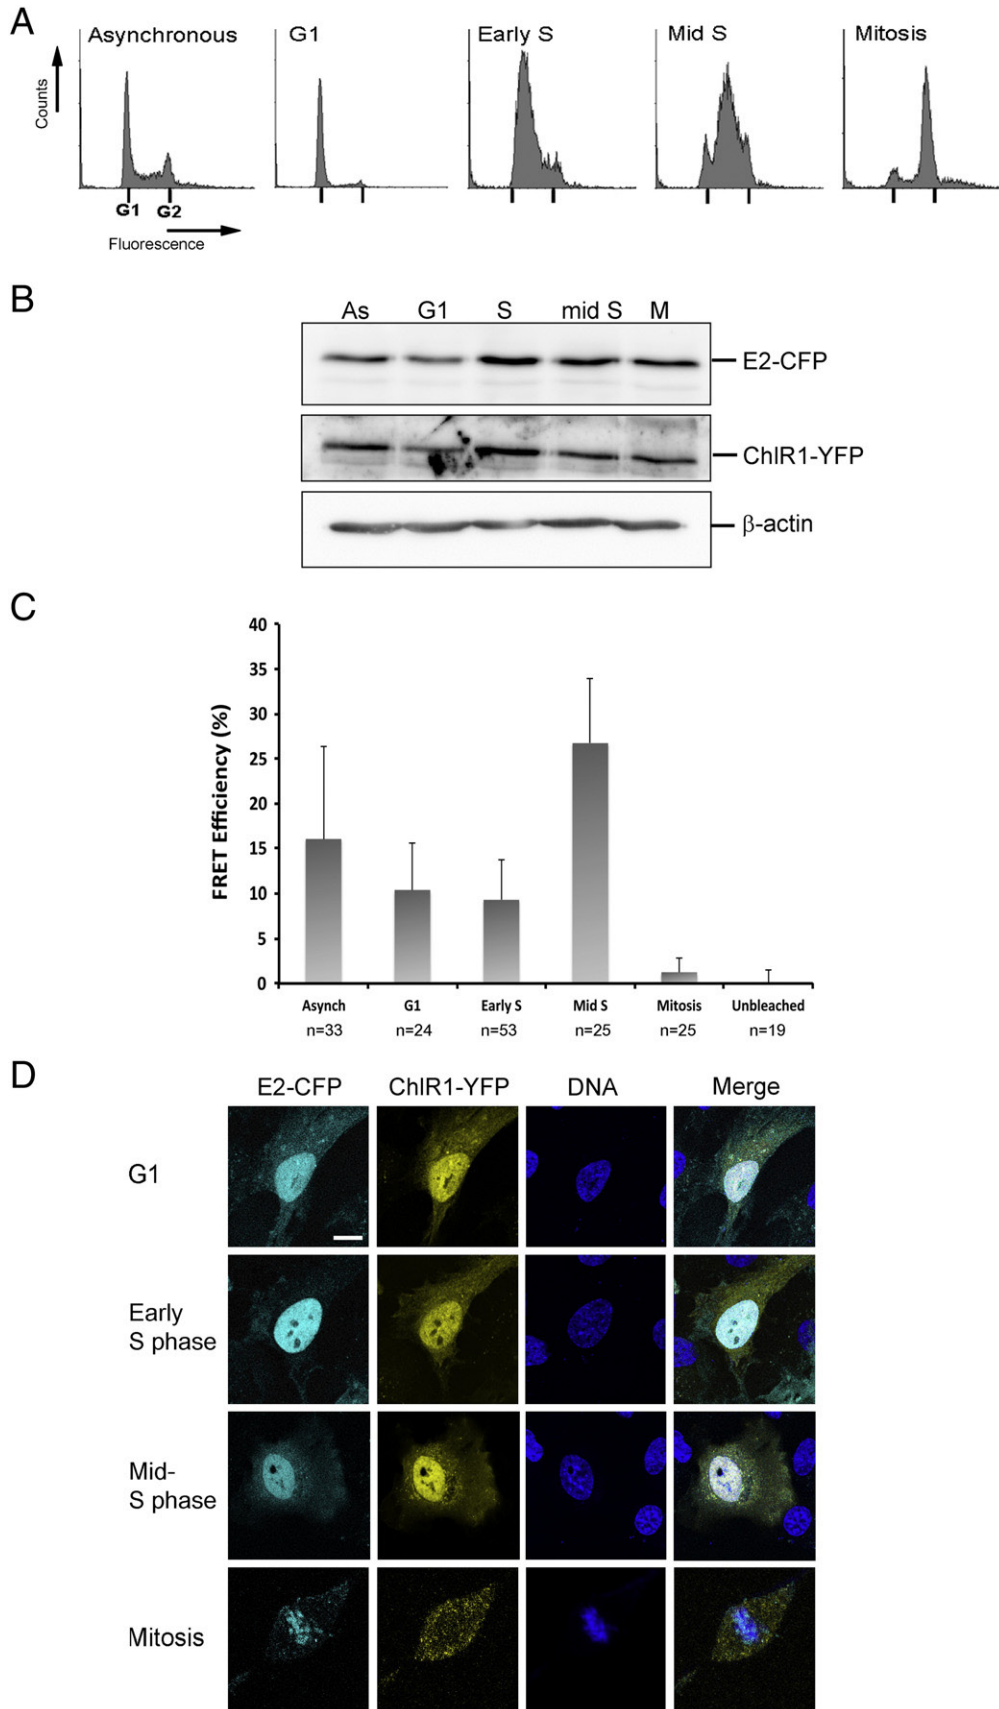 A
Asynchronous
G1
Early S
Mid S
Mitosis
Counts
G1
G2
Fluorescence
B
As
G1
S
mid S
M
E2-CFP
ChlR1-YFP
β-actin
C
FRET Efficiency (%)
40
35
30
25
20
15
10
5
0
Asynch
G1
Early S
Mid S
Mitosis
Unbleached
n=33
n=24
n=53
n=25
n=25
n=19
D
E2-CFP
ChlR1-YFP
DNA
Merge
G1
Early
S phase
Mid-
S phase
Mitosis